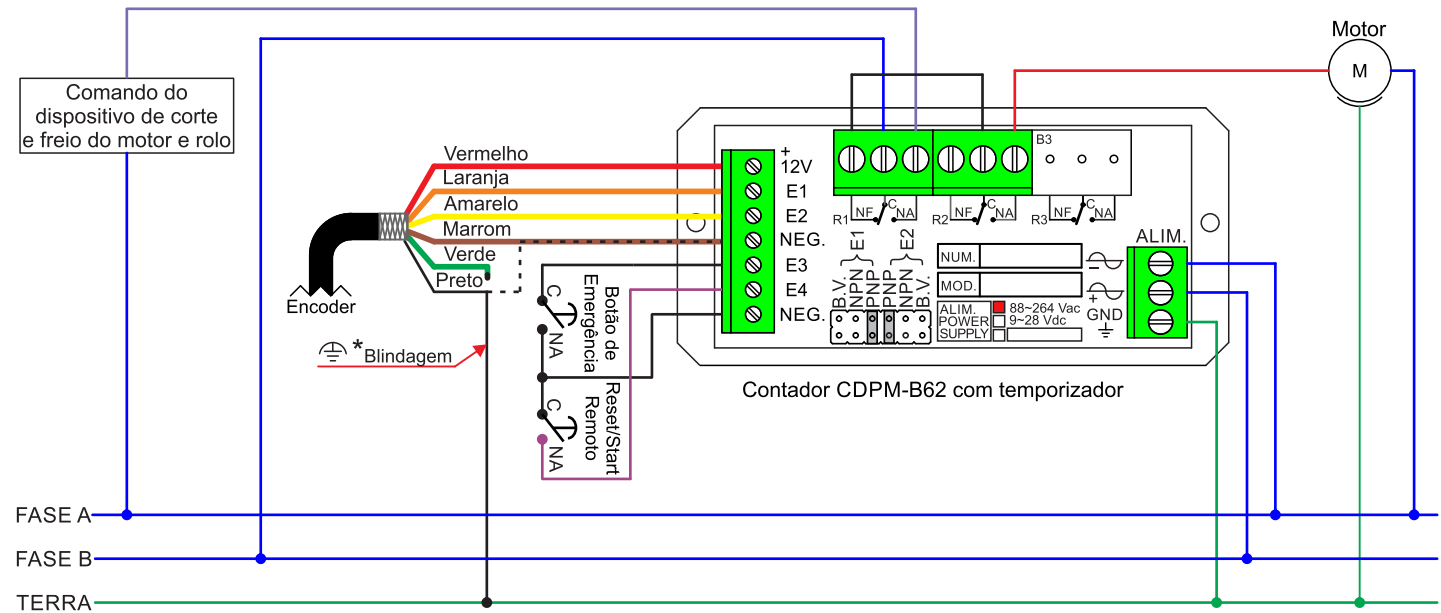 Motor
M
Comando do
dispositivo de corte
e freio do motor e rolo
Vermelho
Laranja
Amarelo
Marrom
Verde
Preto
Encoder
* Blindagem
+
12V
E1
E2
NEG.
E3
E4
NEG.
B3
R1 NF C NA
R2 NF C NA
R3 NF C NA
E1
E2
B.V.
NPN
PNP
PNP
NPN
B.V.
NUM.
MOD.
ALIM.
POWER
SUPPLY
88~264 Vac
9~28 Vdc
ALIM.
−
+
GND
C
NA
Botão de
Emergência
C
NA
Reset/Start
Remoto
Contador CDPM-B62 com temporizador
FASE A
FASE B
TERRA